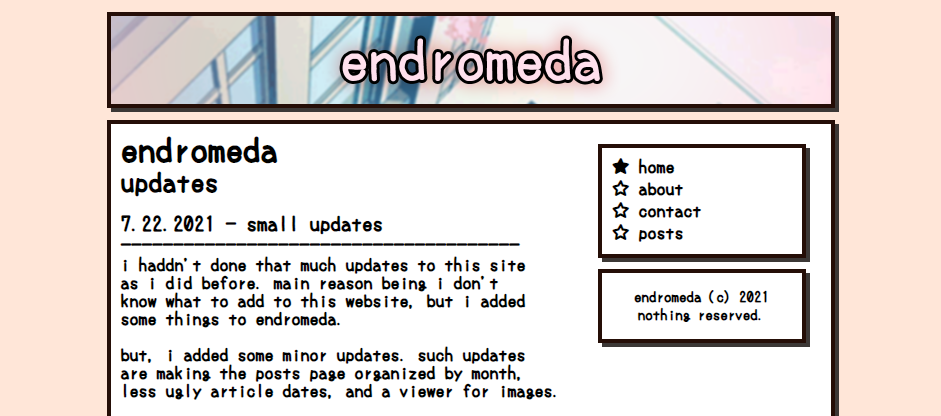 endromeda
endromeda
updates
7.22.2021 - small updates
i haddn't done that much updates to this site
as i did before. main reason being i don't
know what to add to this website, but i added
some things to endromeda.
but, i added some minor updates. such updates
are making the posts page organized by month,
less ugly article dates, and a viewer for images.
home
about
contact
posts
endromeda (c) 2021
nothing reserved.